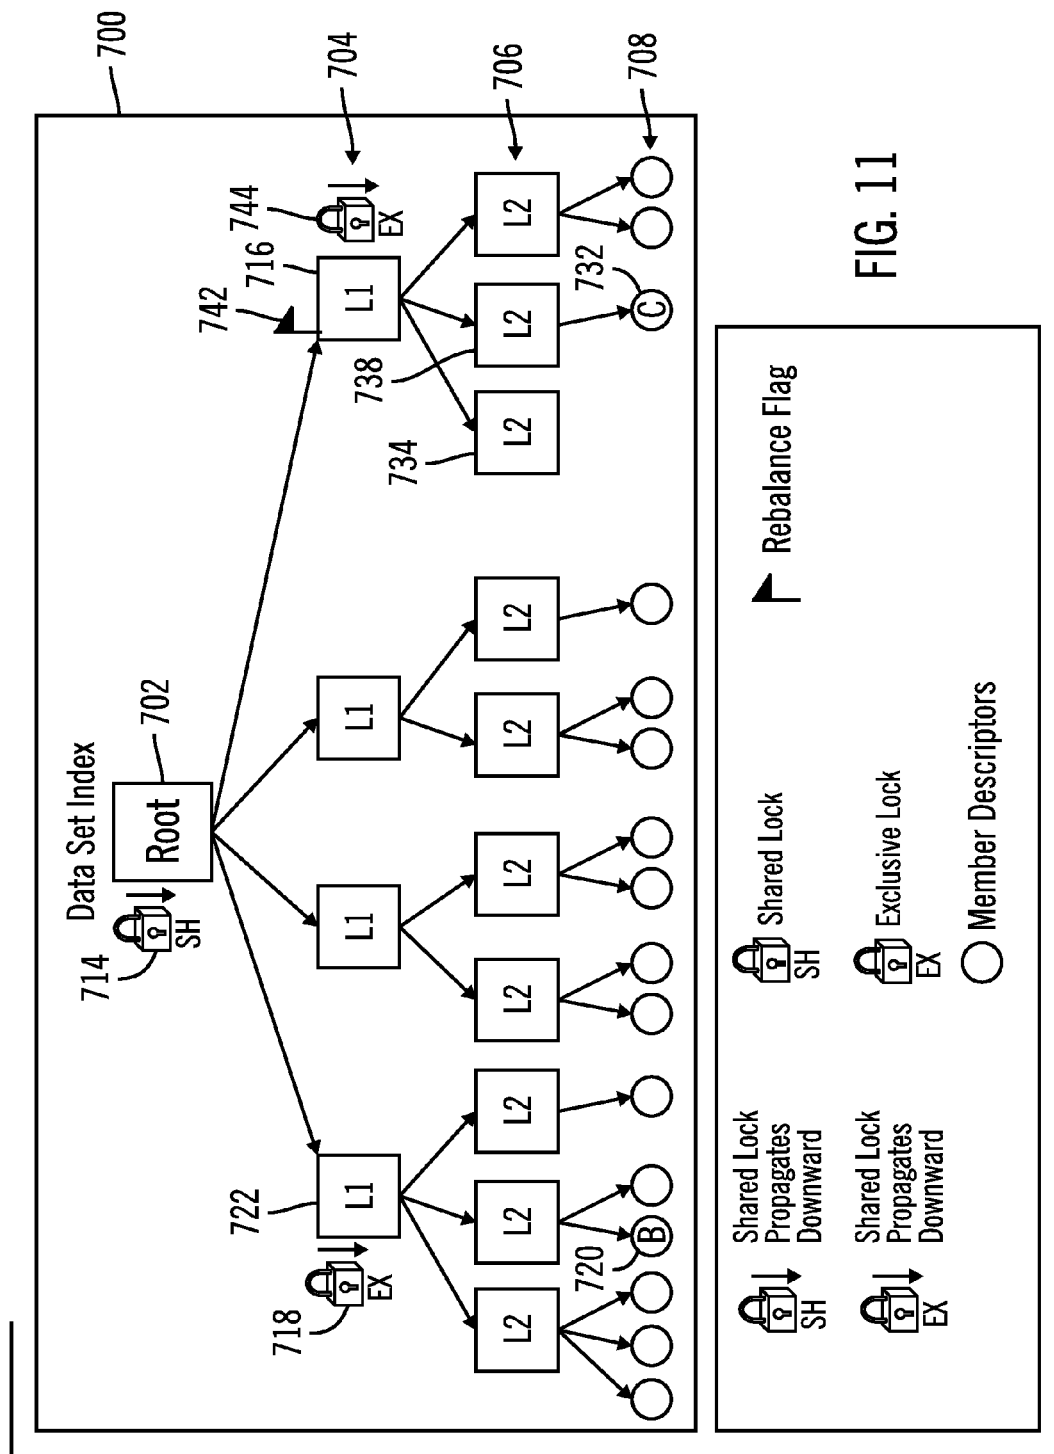 700
Data Set Index
702
Root
714
SH
704
744
EX
742
716
L1
L1
L1
722
L1
718
EX
706
L2
L2
L2
L2
L2
L2
L2
738
L2
734
L2
L2
708
720
B
732
C
Shared Lock
Propagates
Downward
SH
SH
Shared Lock
Rebalance Flag
Shared Lock
Propagates
Downward
EX
EX
Exclusive Lock
Member Descriptors
FIG. 11